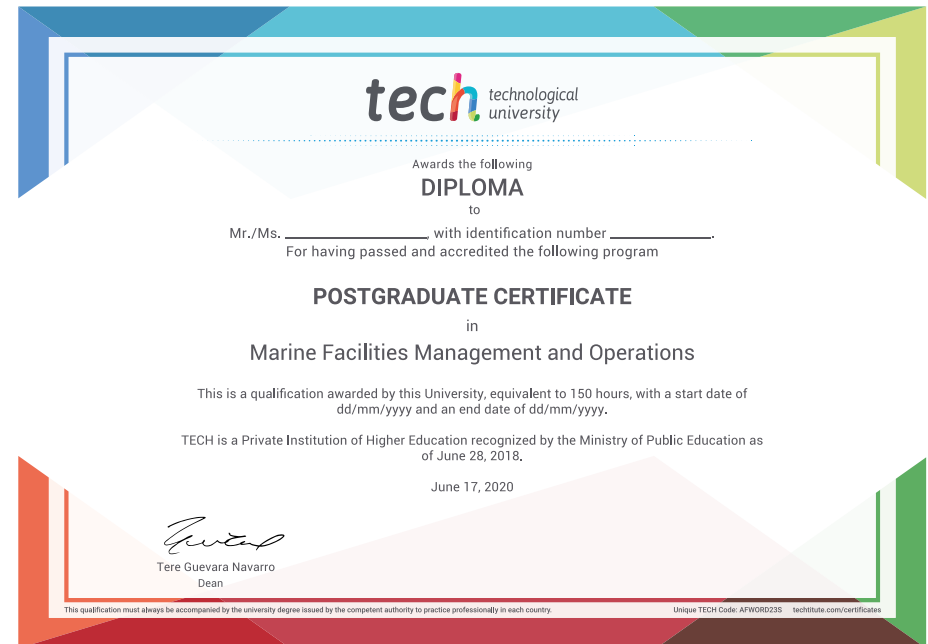 tech technological
university
Awards the following
DIPLOMA
to
Mr./Ms. ____________, with identification number ____________.
For having passed and accredited the following program
POSTGRADUATE CERTIFICATE
in
Marine Facilities Management and Operations
This is a qualification awarded by this University, equivalent to 150 hours, with a start date of
dd/mm/yyyy and an end date of dd/mm/yyyy.
TECH is a Private Institution of Higher Education recognized by the Ministry of Public Education as
of June 28, 2018.
June 17, 2020
Tere Guevara Navarro
Dean
This qualification must always be accompanied by the university degree issued by the competent authority to practice professionally in each country.
Unique TECH Code: AFWORD23S techtitute.com/certificates